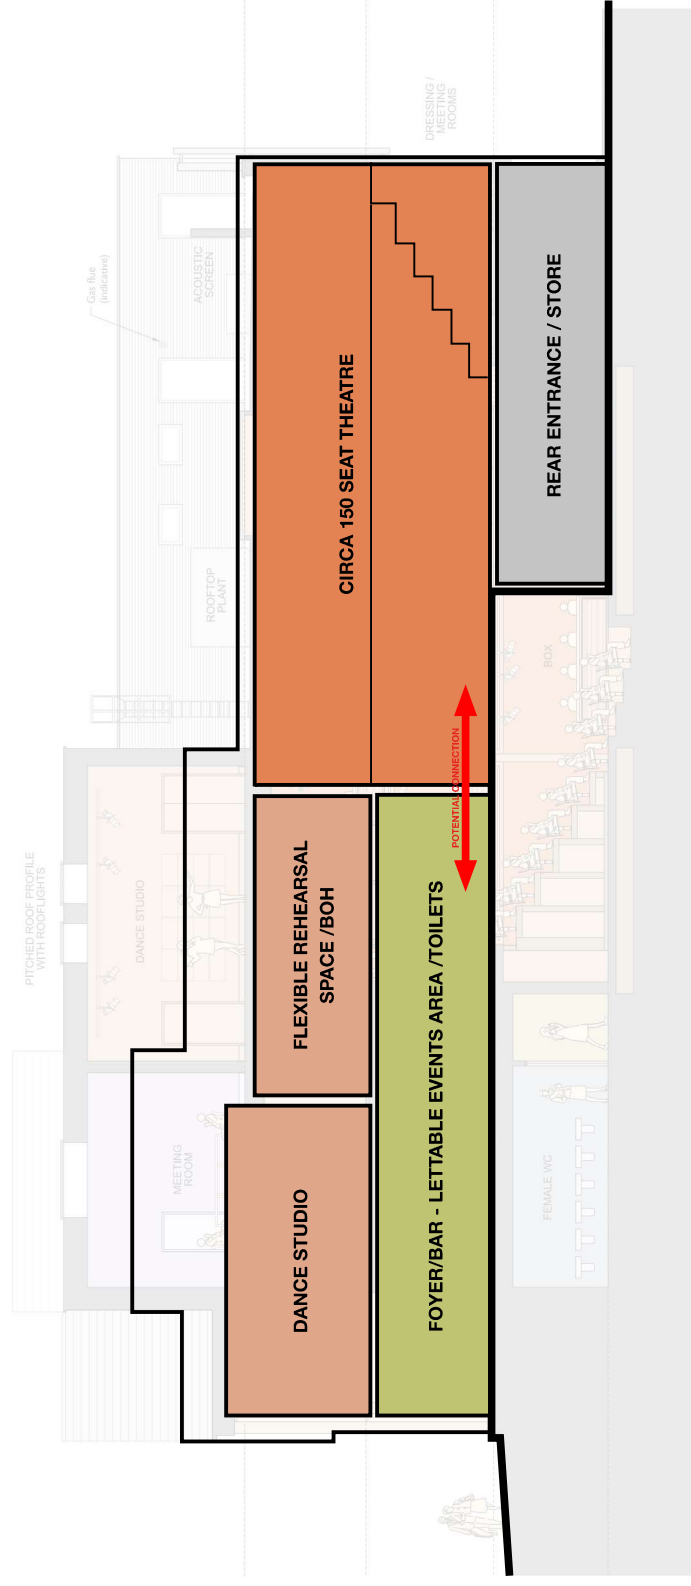 PITCHED ROOF PROFILE
WITH ROOFLIGHTS
Gas flue
(indicative)
DANCE STUDIO
MEETING
ROOM
ACOUSTIC
SCREEN
ROOFTOP
PLANT
DANCE STUDIO
FLEXIBLE REHEARSAL
SPACE /BOH
CIRCA 150 SEAT THEATRE
DRESSING /
MEETING
ROOMS
FOYER/BAR - LETTABLE EVENTS AREA /TOILETS
POTENTIAL CONNECTION
FEMALE WC
BOX
REAR ENTRANCE / STORE